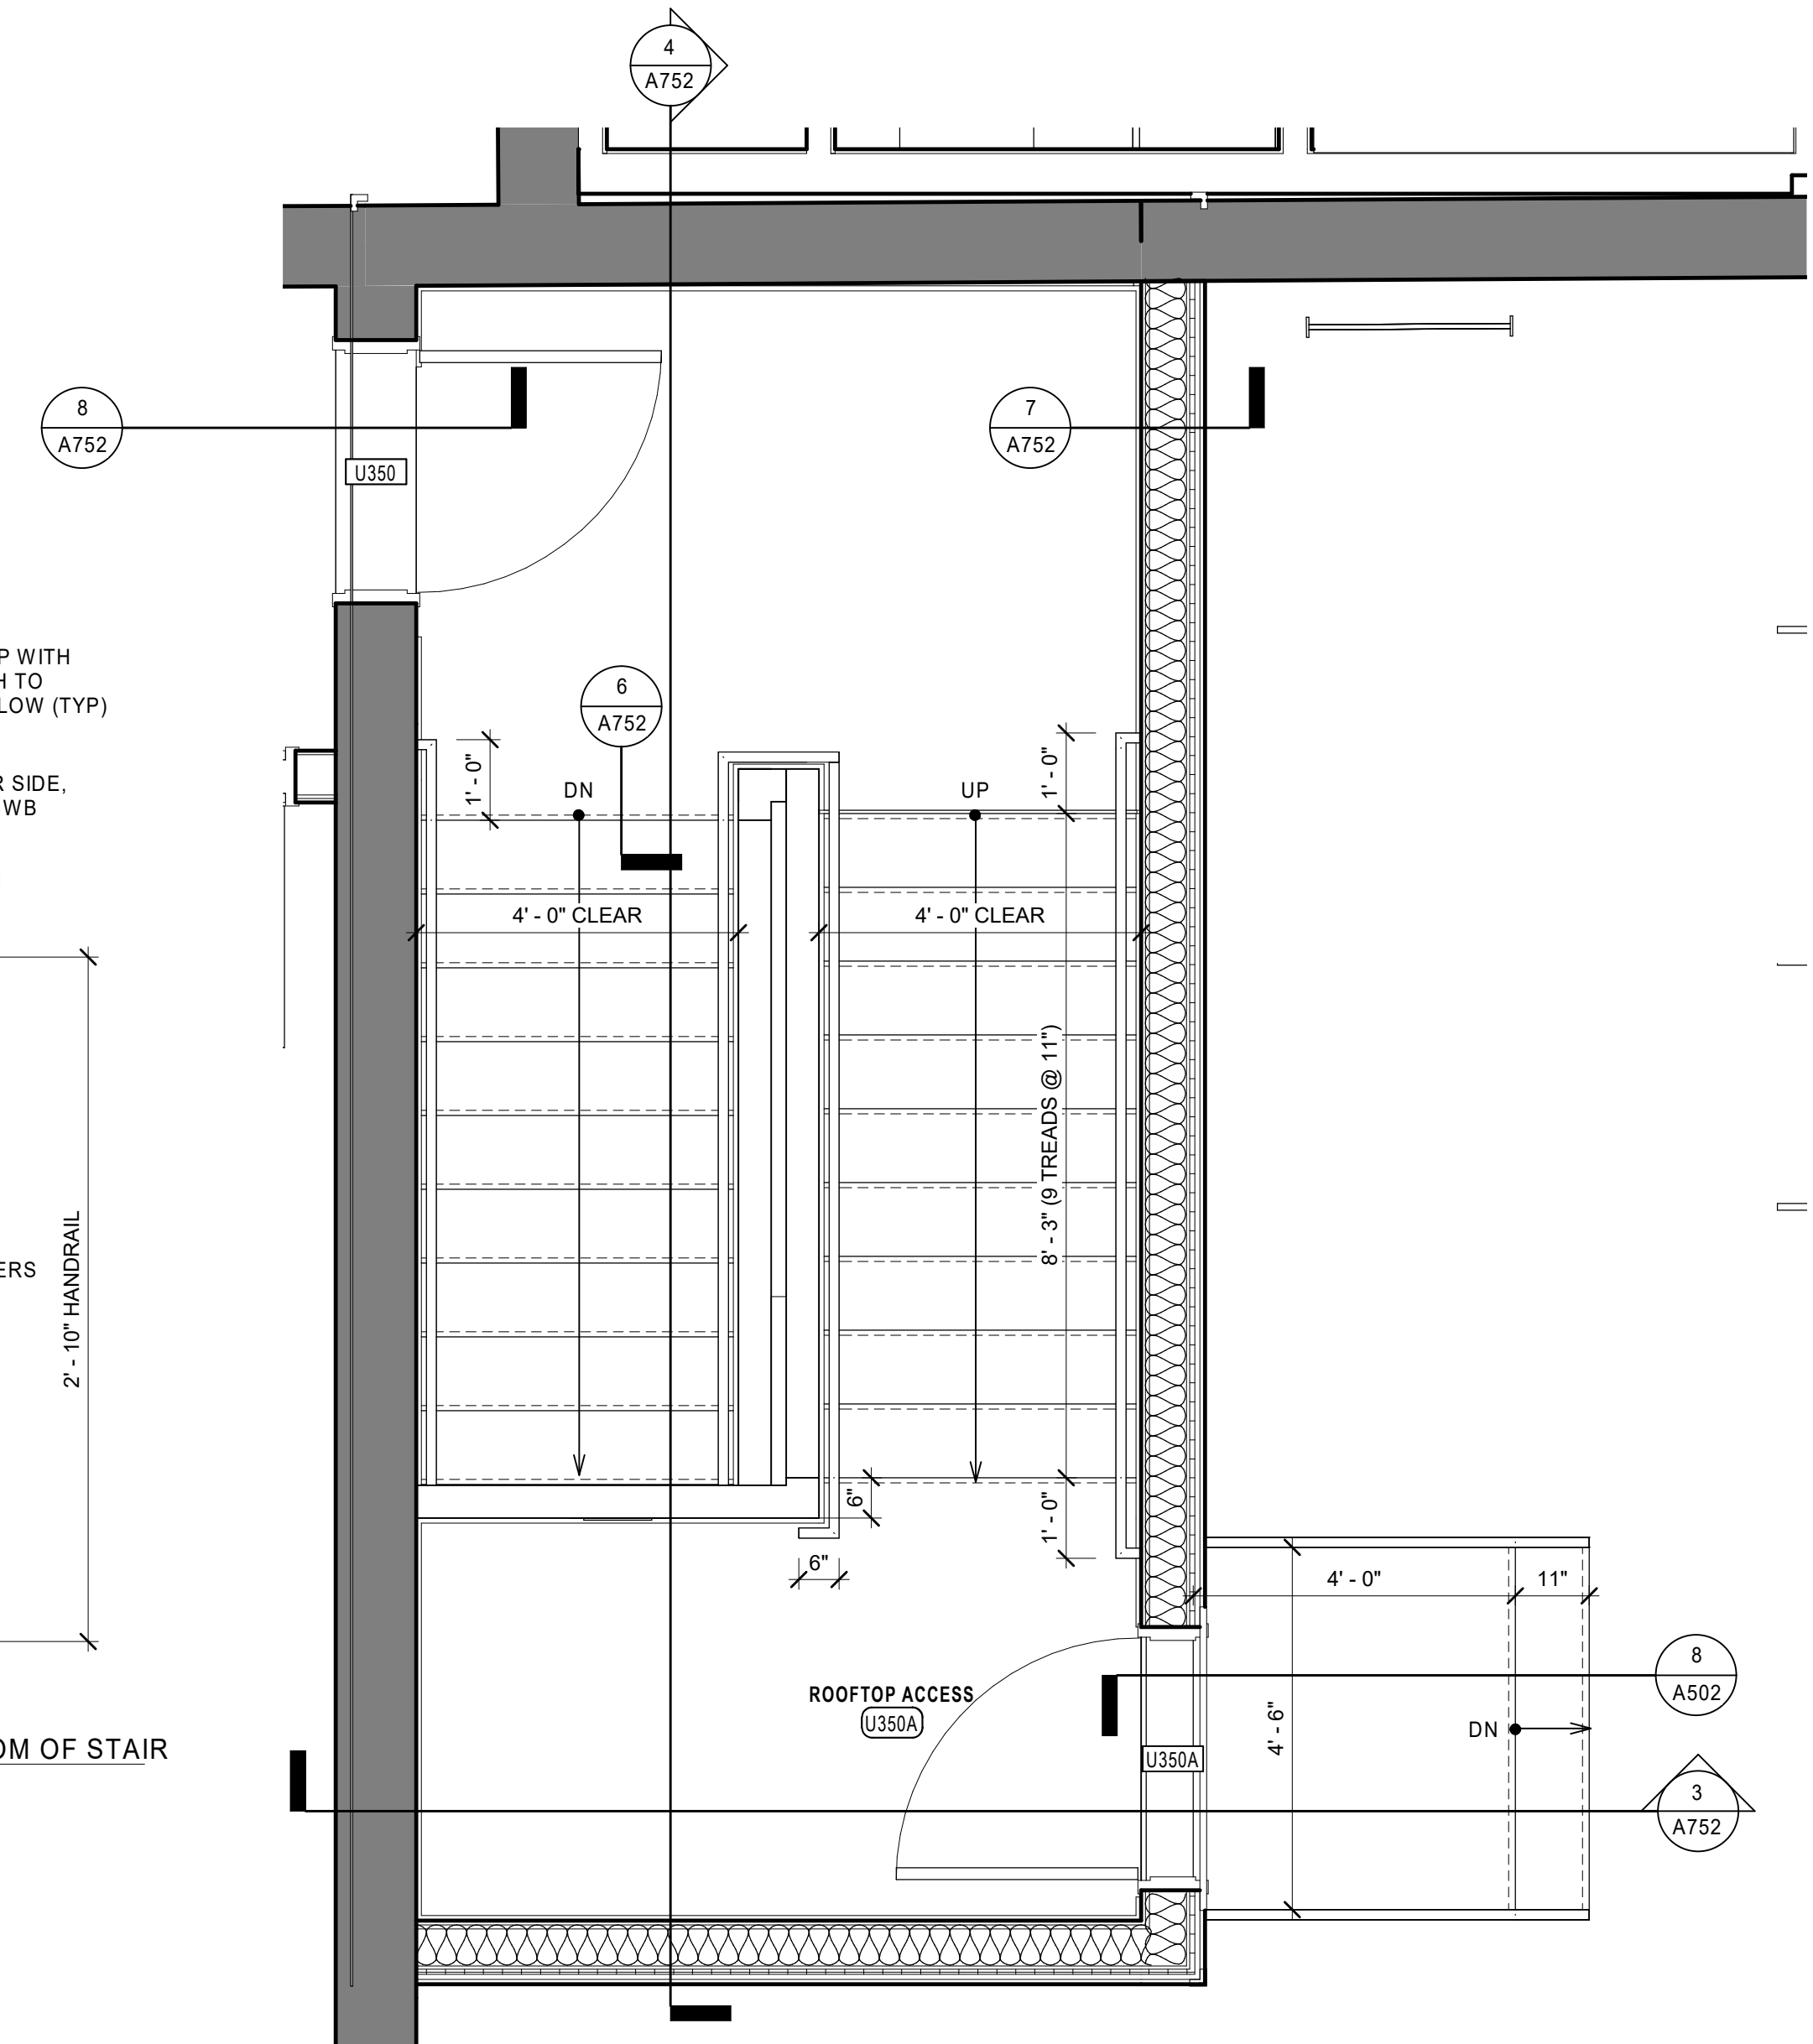 4
A752
8
A752
7
A752
U350
P WITH
H TO
LOW (TYP)
6
A752
R SIDE,
WB
1' - 0"
DN
UP
1' - 0"
4' - 0" CLEAR
4' - 0" CLEAR
8' - 3" (9 TREADS @ 11")
2' - 10" HANDRAIL
ERS
6"
1' - 0"
6"
4' - 0"
11"
ROOFTOP ACCESS
U350A
8
A502
4' - 6"
DN
U350A
OM OF STAIR
3
A752